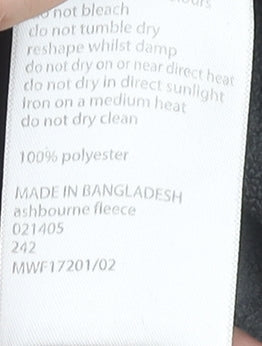 not bleach
do not tumble dry
reshape whilst damp
do not dry on or near direct heat
do not dry in direct sunlight
iron on a medium heat
do not dry clean
100% polyester
MADE IN BANGLADESH
ashbourne fleece
021405
242
MWF17201/02